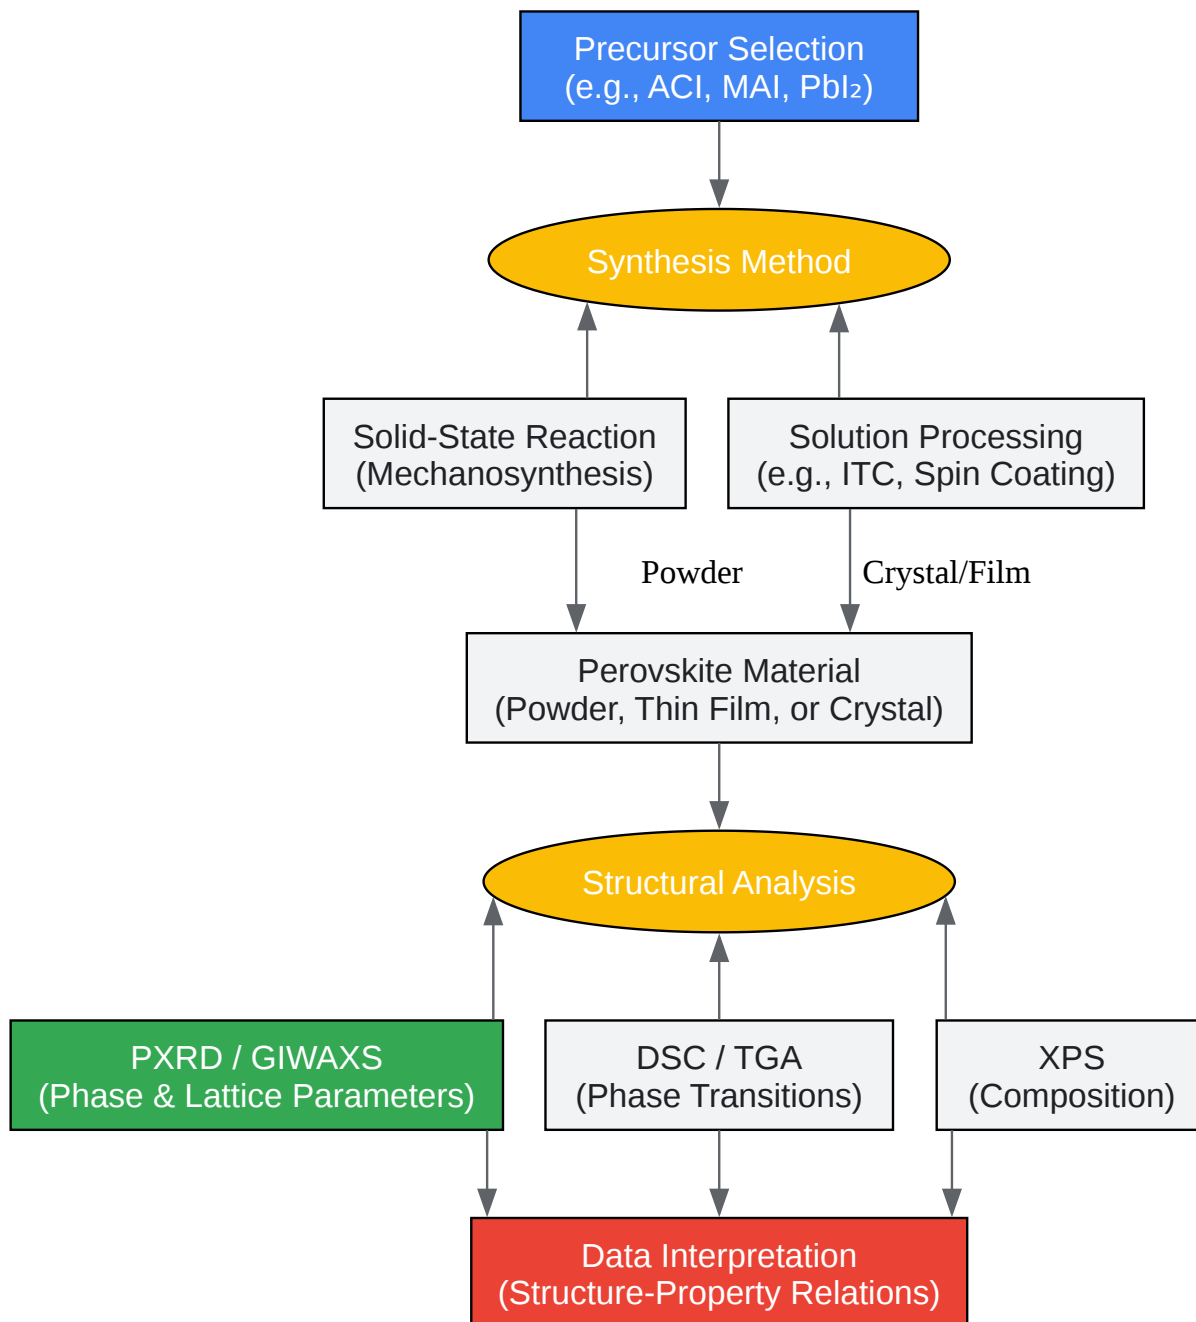 Precursor Selection
(e.g., ACI, MAI, PbI₂)
Synthesis Method
Solid-State Reaction
(Mechanosynthesis)
Solution Processing
(e.g., ITC, Spin Coating)
Powder
Crystal/Film
Perovskite Material
(Powder, Thin Film, or Crystal)
Structural Analysis
PXRD / GIWAXS
(Phase & Lattice Parameters)
DSC / TGA
(Phase Transitions)
XPS
(Composition)
Data Interpretation
(Structure-Property Relations)